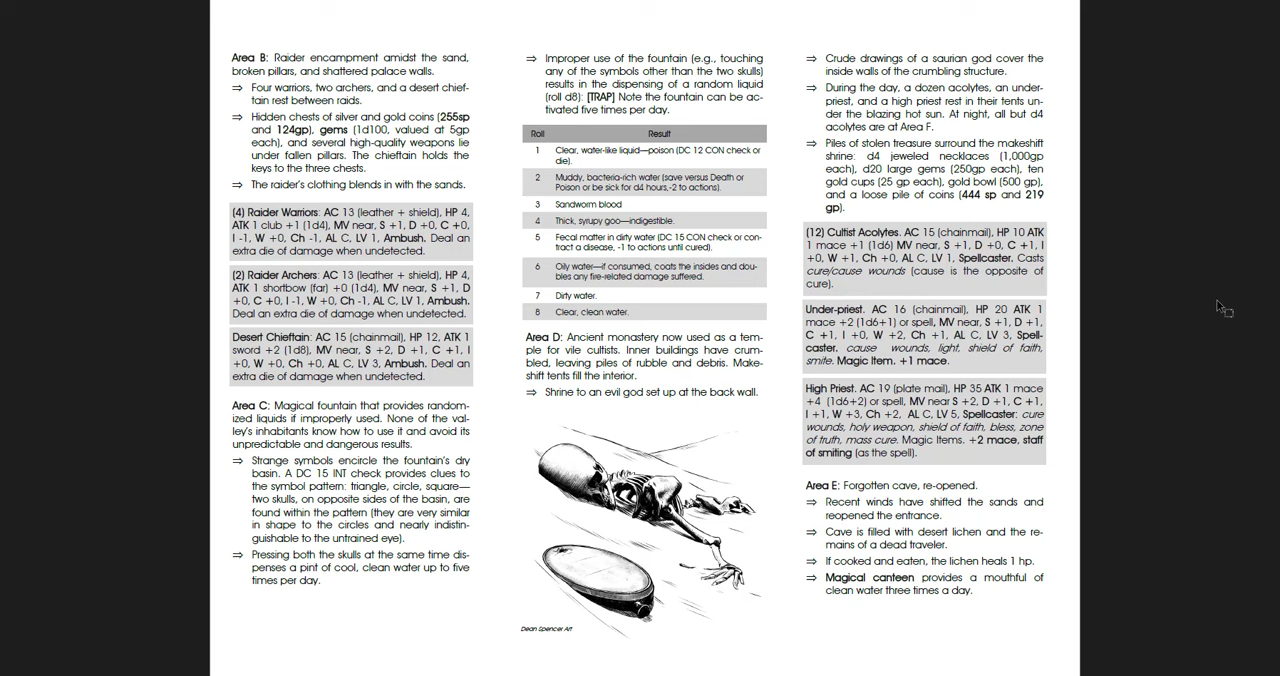 Area B: Raider encampment amidst the sand,
broken pillars, and shattered palace walls.
⇒ Four warriors, two archers, and a desert chief-
tain rest between raids.
⇒ Hidden chests of silver and gold coins (255sp
and 124gp), gems (1d100, valued at 5gp
each), and several high-quality weapons lie
under fallen pillars. The chieftain holds the
keys to the three chests.
⇒ The raider's clothing blends in with the sands.
(4) Raider Warriors: AC 13 (leather + shield), HP 4,
ATK 1 club +1 (1d4), MV near, S +1, D +0, C +0,
I -1, W +0, Ch -1, AL C, LV 1, Ambush. Deal an
extra die of damage when undetected.
(2) Raider Archers: AC 13 (leather + shield), HP 4,
ATK 1 shortbow (far) +0 (1d4), MV near, S +1, D
+0, C +0, I -1, W +0, Ch -1, AL C, LV 1, Ambush.
Deal an extra die of damage when undetected.
Desert Chieftain: AC 15 (chainmail), HP 12, ATK 1
sword +2 (1d8), MV near, S +2, D +1, C +1, I
+0, W +0, Ch +0, AL C, LV 3, Ambush. Deal an
extra die of damage when undetected.
Area C: Magical fountain that provides random-
ized liquids if improperly used. None of the val-
ley's inhabitants know how to use it and avoid its
unpredictable and dangerous results.
⇒ Strange symbols encircle the fountain's dry
basin. A DC 15 INT check provides clues to
the symbol pattern: triangle, circle, square—
two skulls, on opposite sides of the basin, are
found within the pattern (they are very similar
in shape to the circles and nearly indistin-
guishable to the untrained eye).
⇒ Pressing both the skulls at the same time dis-
penses a pint of cool, clean water up to five
times per day.
⇒ Improper use of the fountain (e.g., touching
any of the symbols other than the two skulls)
results in the dispensing of a random liquid
(roll d8): [TRAP] Note the fountain can be ac-
tivated five times per day.
Roll Result
1 Clear, water-like liquid—poison (DC 12 CON check or
die).
2 Muddy, bacteria-rich water (save versus Death or
Poison or be sick for d4 hours,-2 to actions).
3 Sandworm blood
4 Thick, syrupy goo—indigestible.
5 Fecal matter in dirty water (DC 15 CON check or con-
tract a disease, -1 to actions until cured).
6 Oily water—if consumed, coats the insides and dou-
bles any fire-related damage suffered.
7 Dirty water.
8 Clear, clean water.
Area D: Ancient monastery now used as a tem-
ple for vile cultists. Inner buildings have crum-
bled, leaving piles of rubble and debris. Make-
shift tents fill the interior.
⇒ Shrine to an evil god set up at the back wall.
Dean Spencer Art
⇒ Crude drawings of a saurian god cover the
inside walls of the crumbling structure.
⇒ During the day, a dozen acolytes, an under-
priest, and a high priest rest in their tents un-
der the blazing hot sun. At night, all but d4
acolytes are at Area F.
⇒ Piles of stolen treasure surround the makeshift
shrine: d4 jeweled necklaces (1,000gp
each), d20 large gems (250gp each), ten
gold cups (25 gp each), gold bowl (500 gp),
and a loose pile of coins (444 sp and 219
gp).
(12) Cultist Acolytes. AC 15 (chainmail), HP 10 ATK
1 mace +1 (1d6) MV near, S +1, D +0, C +1, I
+0, W +1, Ch +0, AL C, LV 1, Spellcaster. Casts
cure/cause wounds (cause is the opposite of
cure).
Under-priest. AC 16 (chainmail), HP 20 ATK 1
mace +2 (1d6+1) or spell, MV near, S +1, D +1,
C +1, I +0, W +2, Ch +1, AL C, LV 3, Spell-
caster. cause wounds, light, shield of faith,
smite. Magic Item. +1 mace.
High Priest. AC 19 (plate mail), HP 35 ATK 1 mace
+4 (1d6+2) or spell, MV near S +2, D +1, C +1,
I +1, W +3, Ch +2, AL C, LV 5, Spellcaster: cure
wounds, holy weapon, shield of faith, bless, zone
of truth, mass cure. Magic Items. +2 mace, staff
of smiting (as the spell).
Area E: Forgotten cave, re-opened.
⇒ Recent winds have shifted the sands and
reopened the entrance.
⇒ Cave is filled with desert lichen and the re-
mains of a dead traveler.
⇒ If cooked and eaten, the lichen heals 1 hp.
⇒ Magical canteen provides a mouthful of
clean water three times a day.